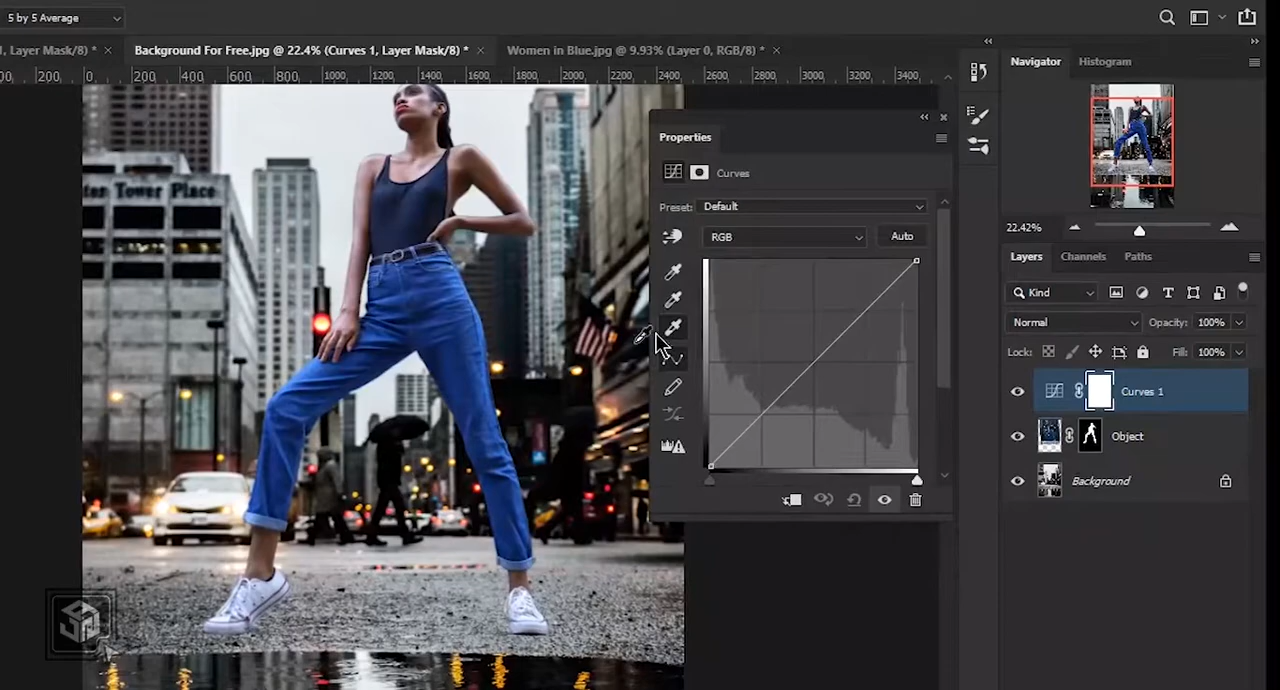 5 by 5 Average
1, Layer Mask/8) * ×
Background For Free.jpg @ 22.4% (Curves 1, Layer Mask/8) * ×
Women in Blue.jpg @ 9.93% (Layer 0, RGB/8) * ×
200 0 200 400 600 800 1000 1200 1400 1600 1800 2000 2200 2400 2600 2800 3000 3200 3400
Navigator
Histogram
22.42%
Properties
Curves
Preset: Default
RGB
Auto
Layers
Channels
Paths
Kind
Normal
Opacity: 100%
Lock:
Fill: 100%
Curves 1
Object
Background
ter Tower Place